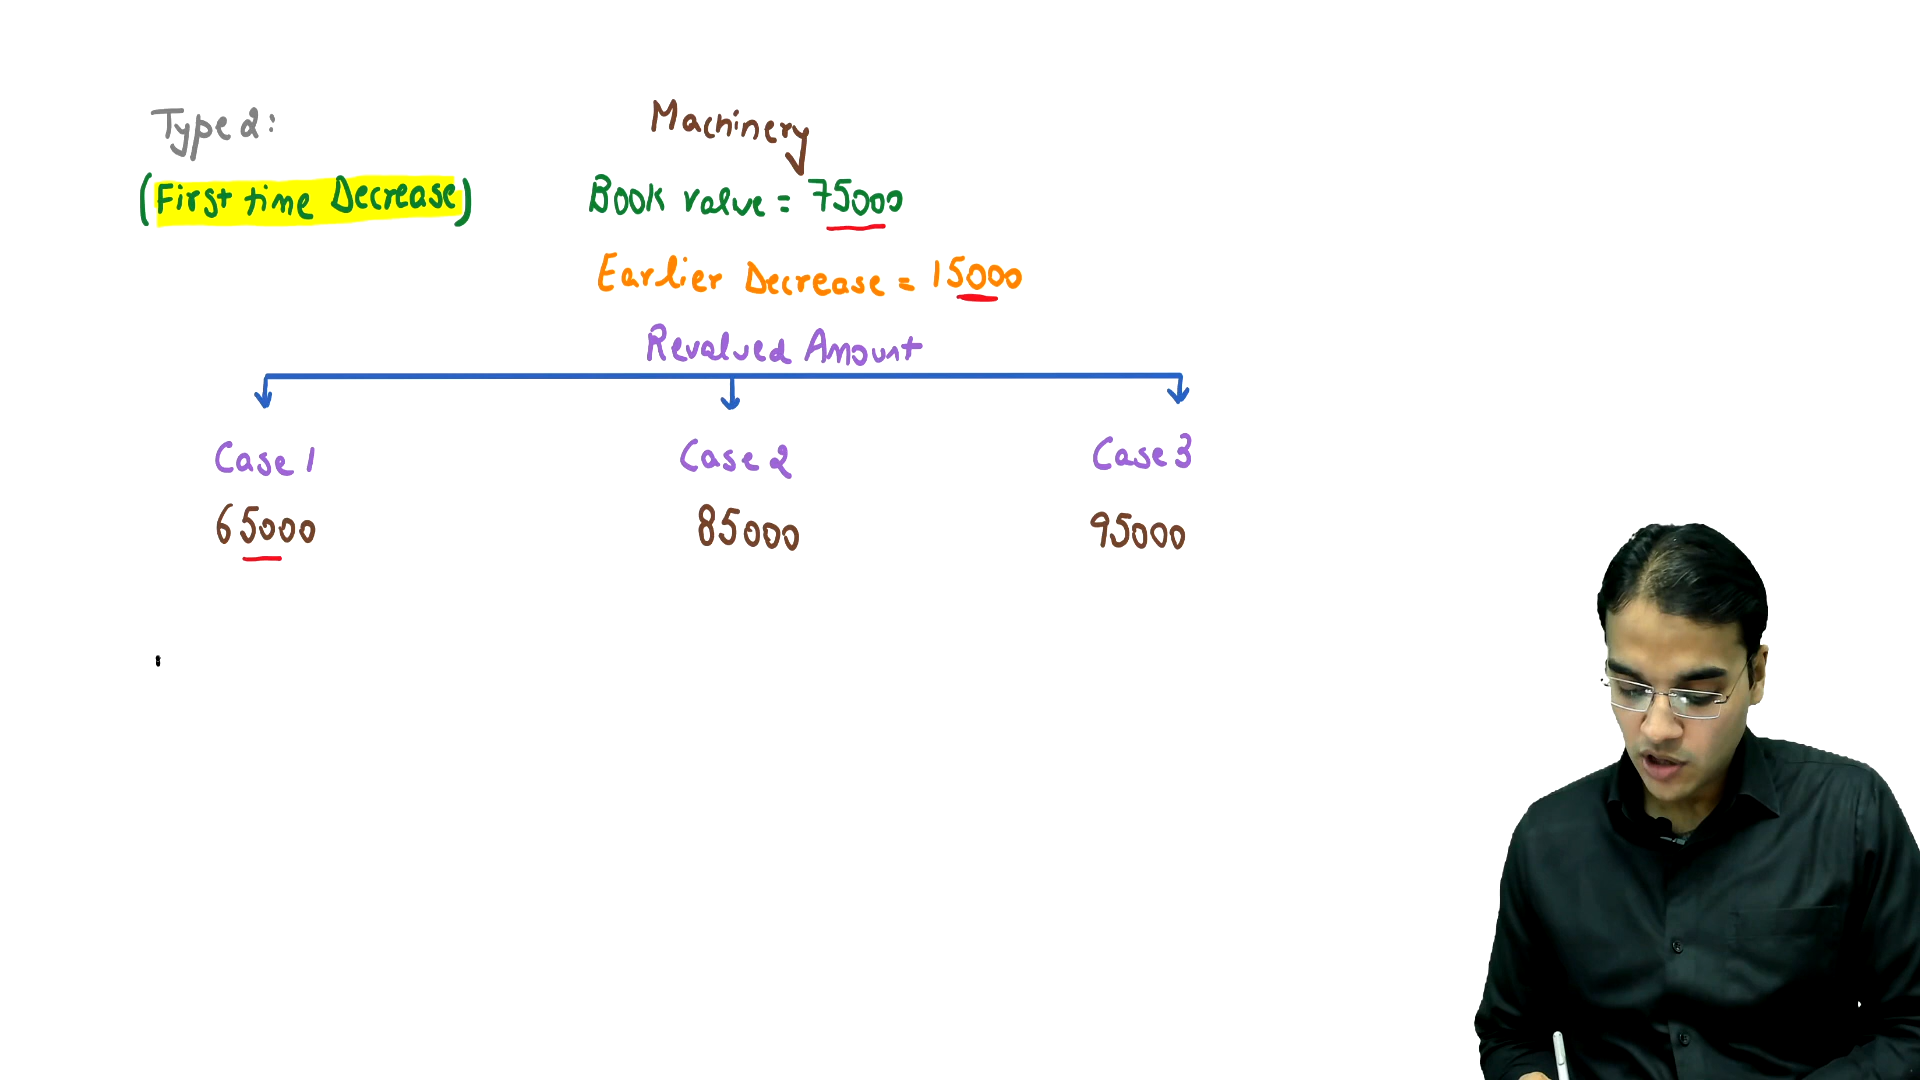 Type 2:
Machinery
(First time Decrease)
Book value = 75000
Earlier Decrease = 15000
Revalued Amount
Case 1
Case 2
Case 3
65000
85000
95000